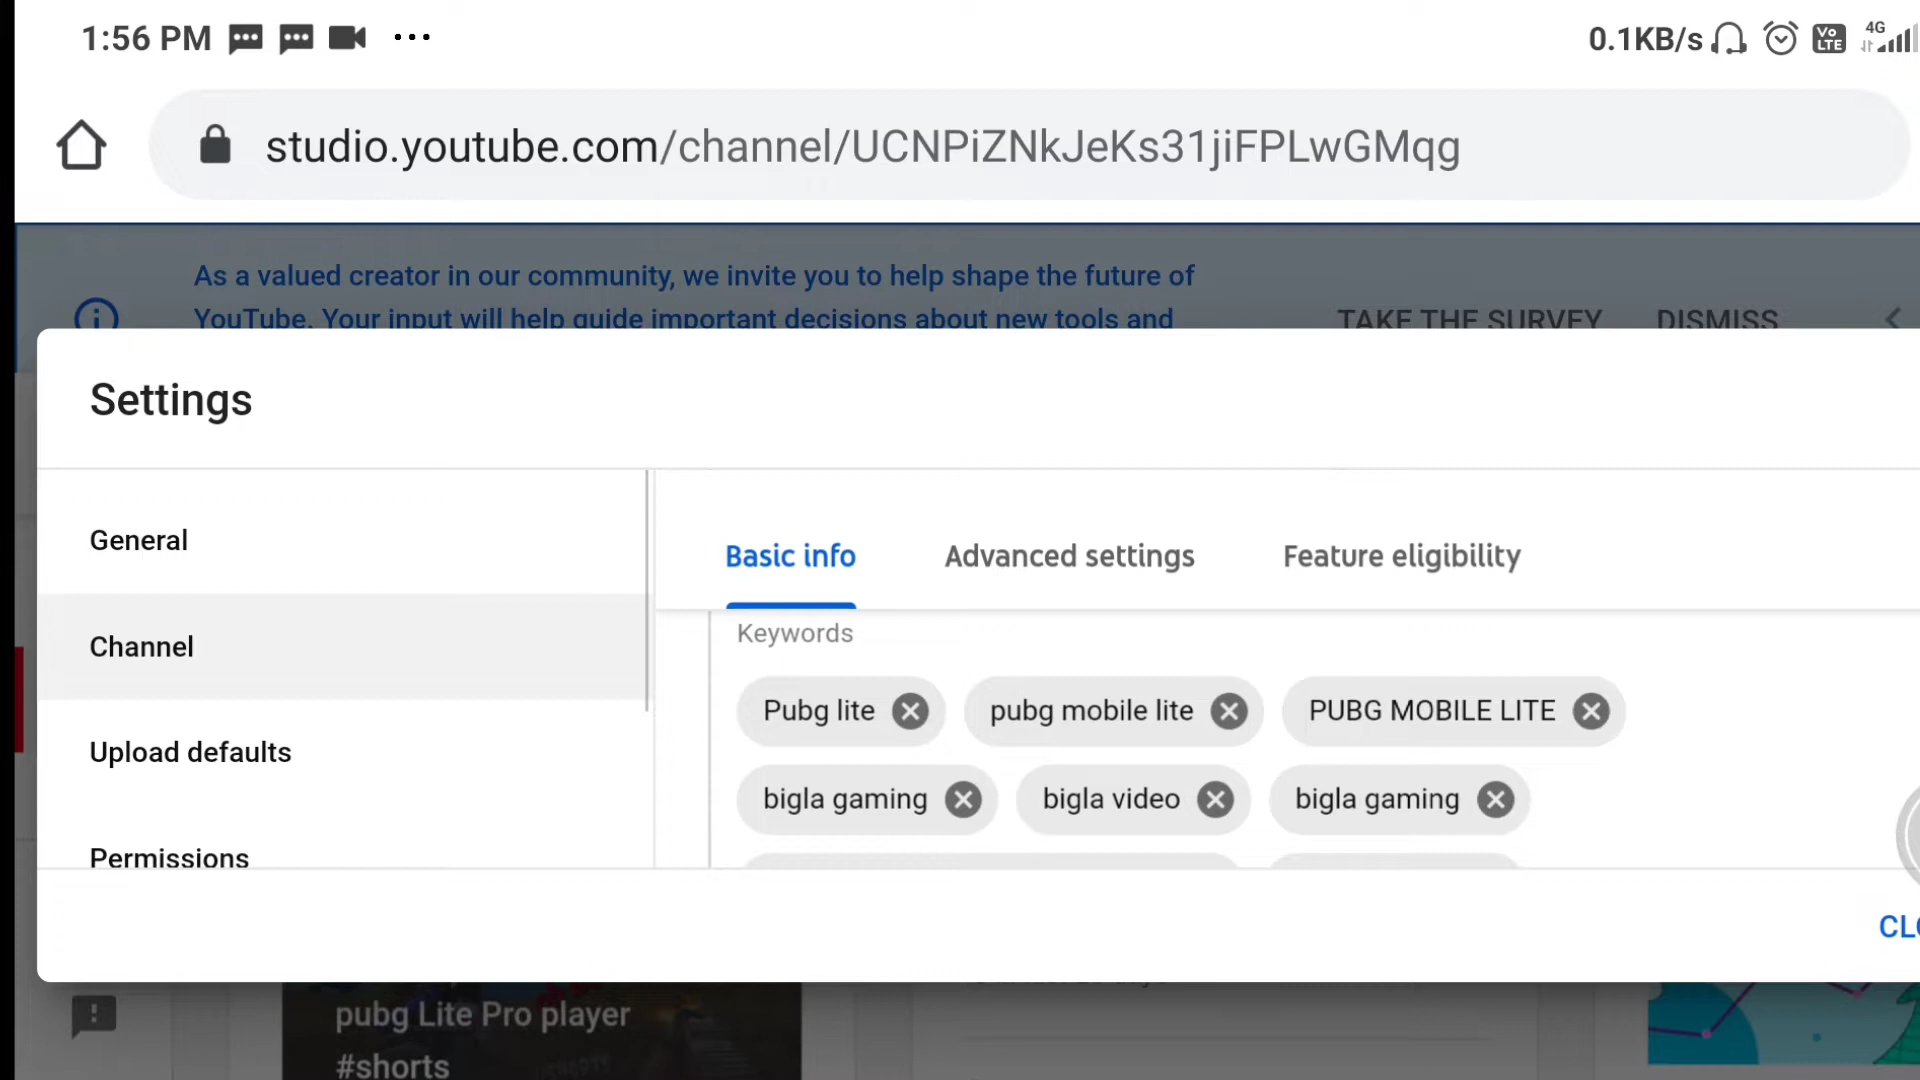 1:56 PM ... 0.1KB/s Vo LTE 4G
studio.youtube.com/channel/UCNPiZNkJeKs31jiFPLwGMqg
As a valued creator in our community, we invite you to help shape the future of
YouTube. Your input will help guide important decisions about new tools and
TAKE THE SURVEY DISMISS
Settings
General
Channel
Upload defaults
Permissions
Basic info Advanced settings Feature eligibility
Keywords
Pubg lite pubg mobile lite PUBG MOBILE LITE
bigla gaming bigla video bigla gaming
CLO
pubg Lite Pro player
#shorts